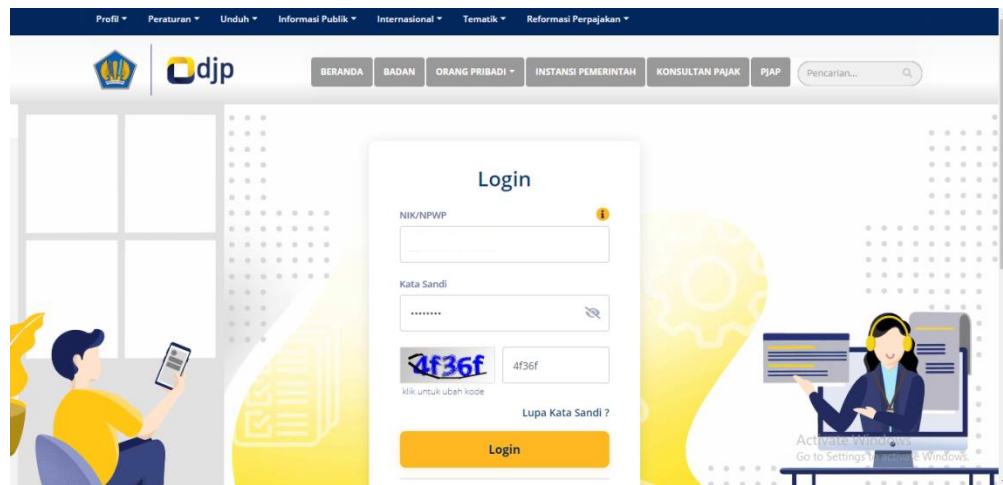 Profil Peraturan Unduh Informasi Publik Internasional Tematik Reformasi Perpajakan
djp
BERANDA BADAN ORANG PRIBADI INSTANSI PEMERINTAH KONSULTAN PAJAK PJAP Pencarian...
Login
NIK/NPWP
Kata Sandi
4f36f 4f36f
klik untuk ubah kode
Lupa Kata Sandi ?
Login
Activate Windows
Go to Settings to activate Windows.